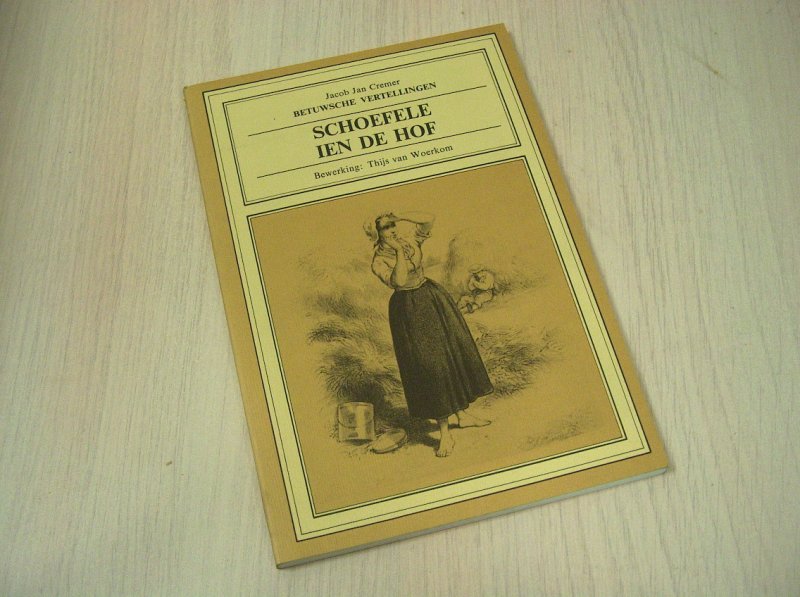 Jacob Jan Cremer
BETUWSCHE VERTELLINGEN
SCHOEFELE
IEN DE HOF
Bewerking: Thijs van Woerkom